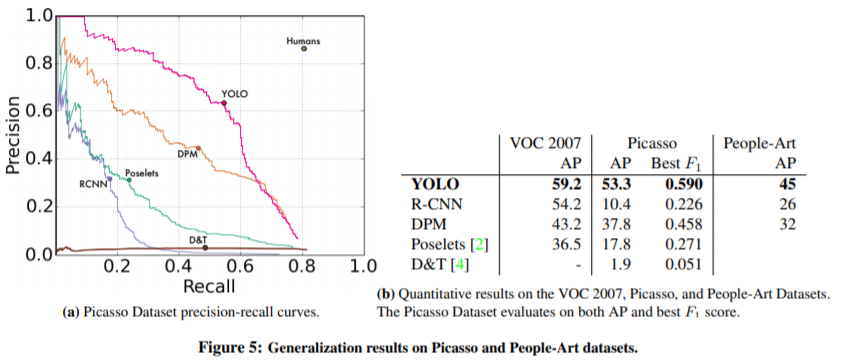 1.0
0.8
0.6
0.4
0.2
0.0
Precision
Humans
YOLO
DPM
Poselets
RCNN
D&T
0.2 0.4 0.6 0.8 1.0
Recall
(a) Picasso Dataset precision-recall curves.
VOC 2007 Picasso People-Art
AP AP Best F1 AP
YOLO 59.2 53.3 0.590 45
R-CNN 54.2 10.4 0.226 26
DPM 43.2 37.8 0.458 32
Poselets [2] 36.5 17.8 0.271
D&T [4] - 1.9 0.051
(b) Quantitative results on the VOC 2007, Picasso, and People-Art Datasets.
The Picasso Dataset evaluates on both AP and best F1 score.
Figure 5: Generalization results on Picasso and People-Art datasets.